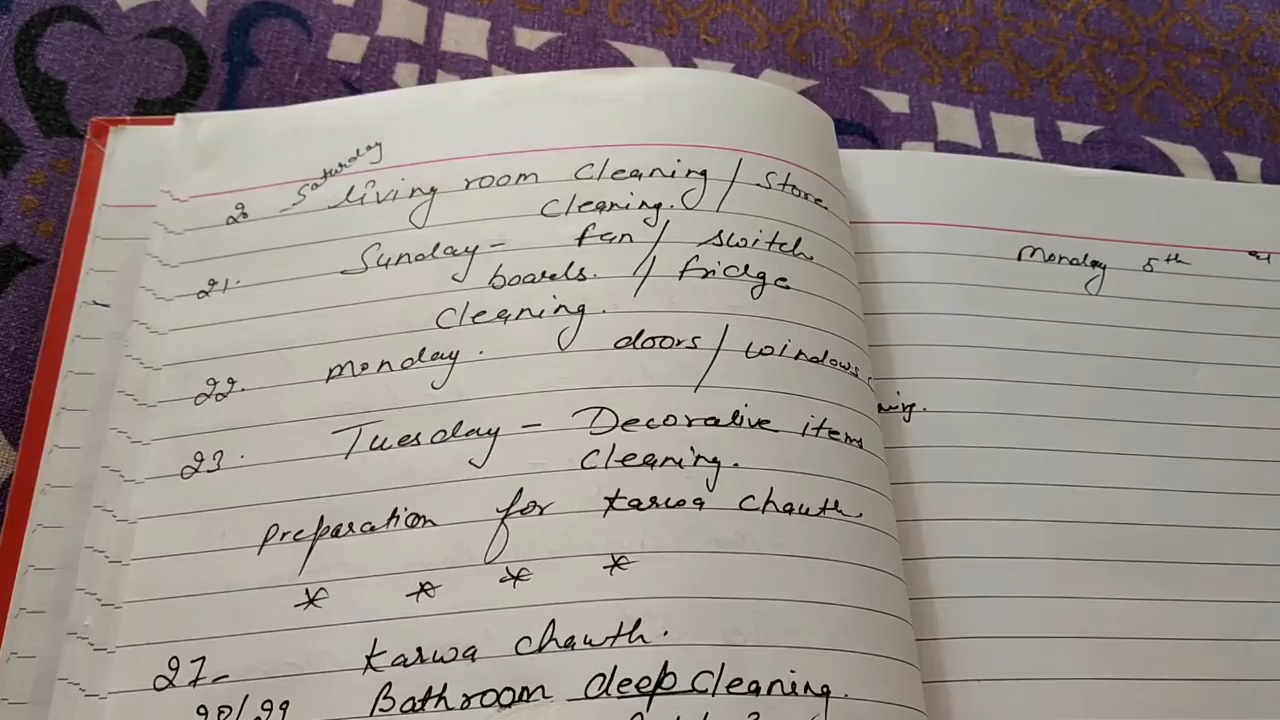 Saturday
20 living room Cleaning / Store
Cleaning.
21. Sunday - fan / switch
boards. // fridge
Cleaning.
22. Monday. doors / windows
23. Tuesday - Decorative items
Cleaning.
Preparation for Karwa Chauth
* * * *
27- Karwa Chauth.
Bathroom deep Cleaning.
Monday 5th